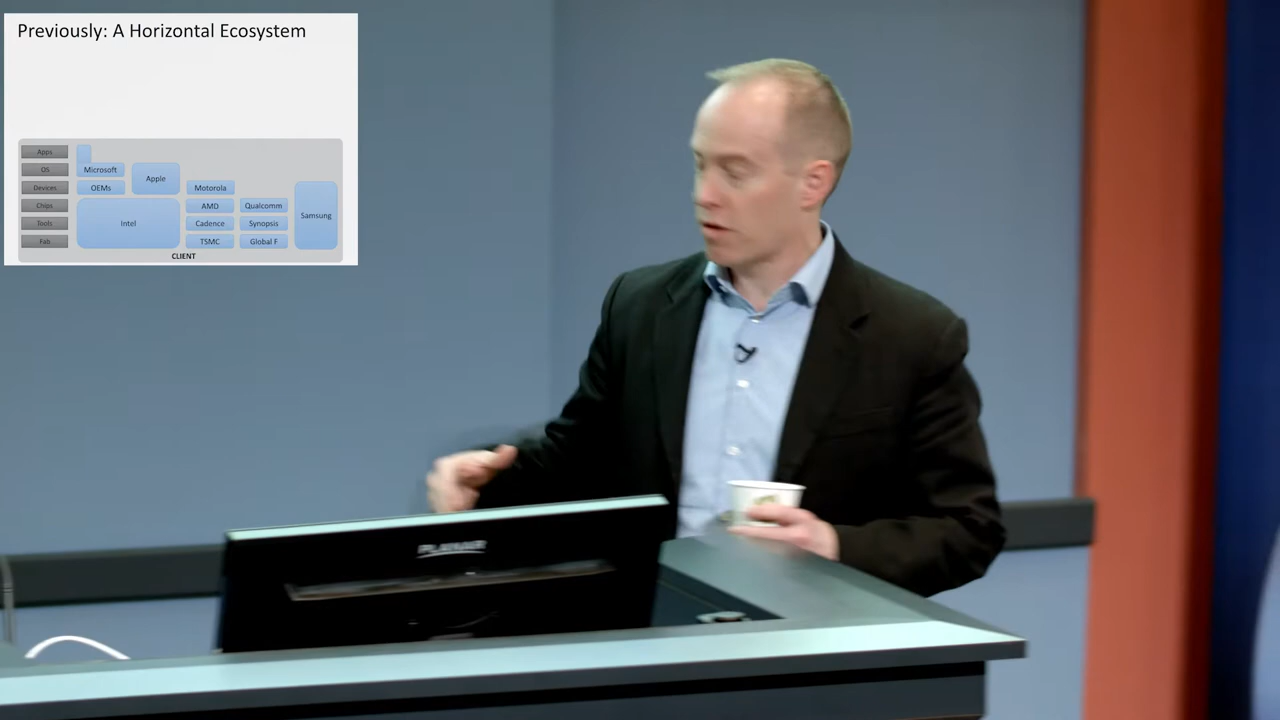 Previously: A Horizontal Ecosystem
Apps
OS Microsoft
Apple
Devices OEMs Motorola
Chips AMD Qualcomm
Samsung
Tools Intel Cadence Synopsis
Fab TSMC Global F
CLIENT
PLANAR